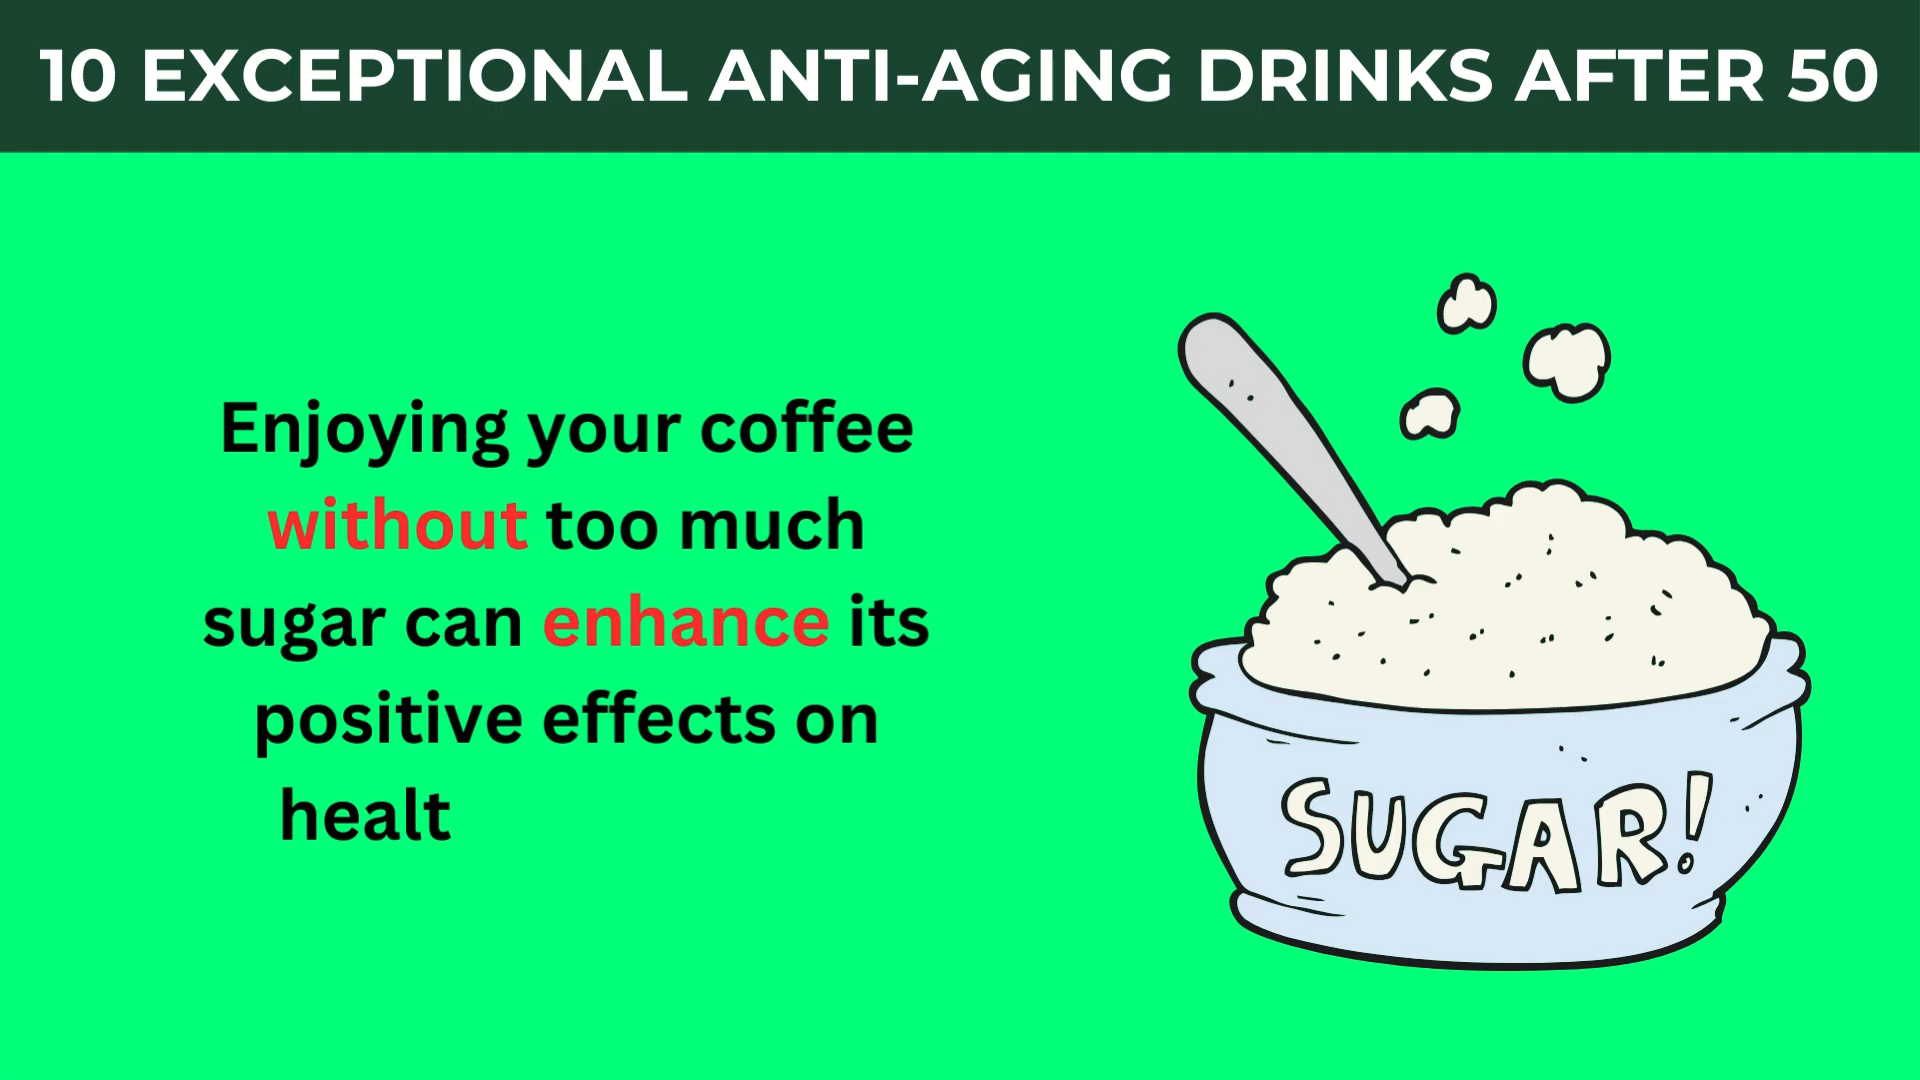 10 EXCEPTIONAL ANTI-AGING DRINKS AFTER 50
Enjoying your coffee
without too much
sugar can enhance its
positive effects on
healt
SUGAR!